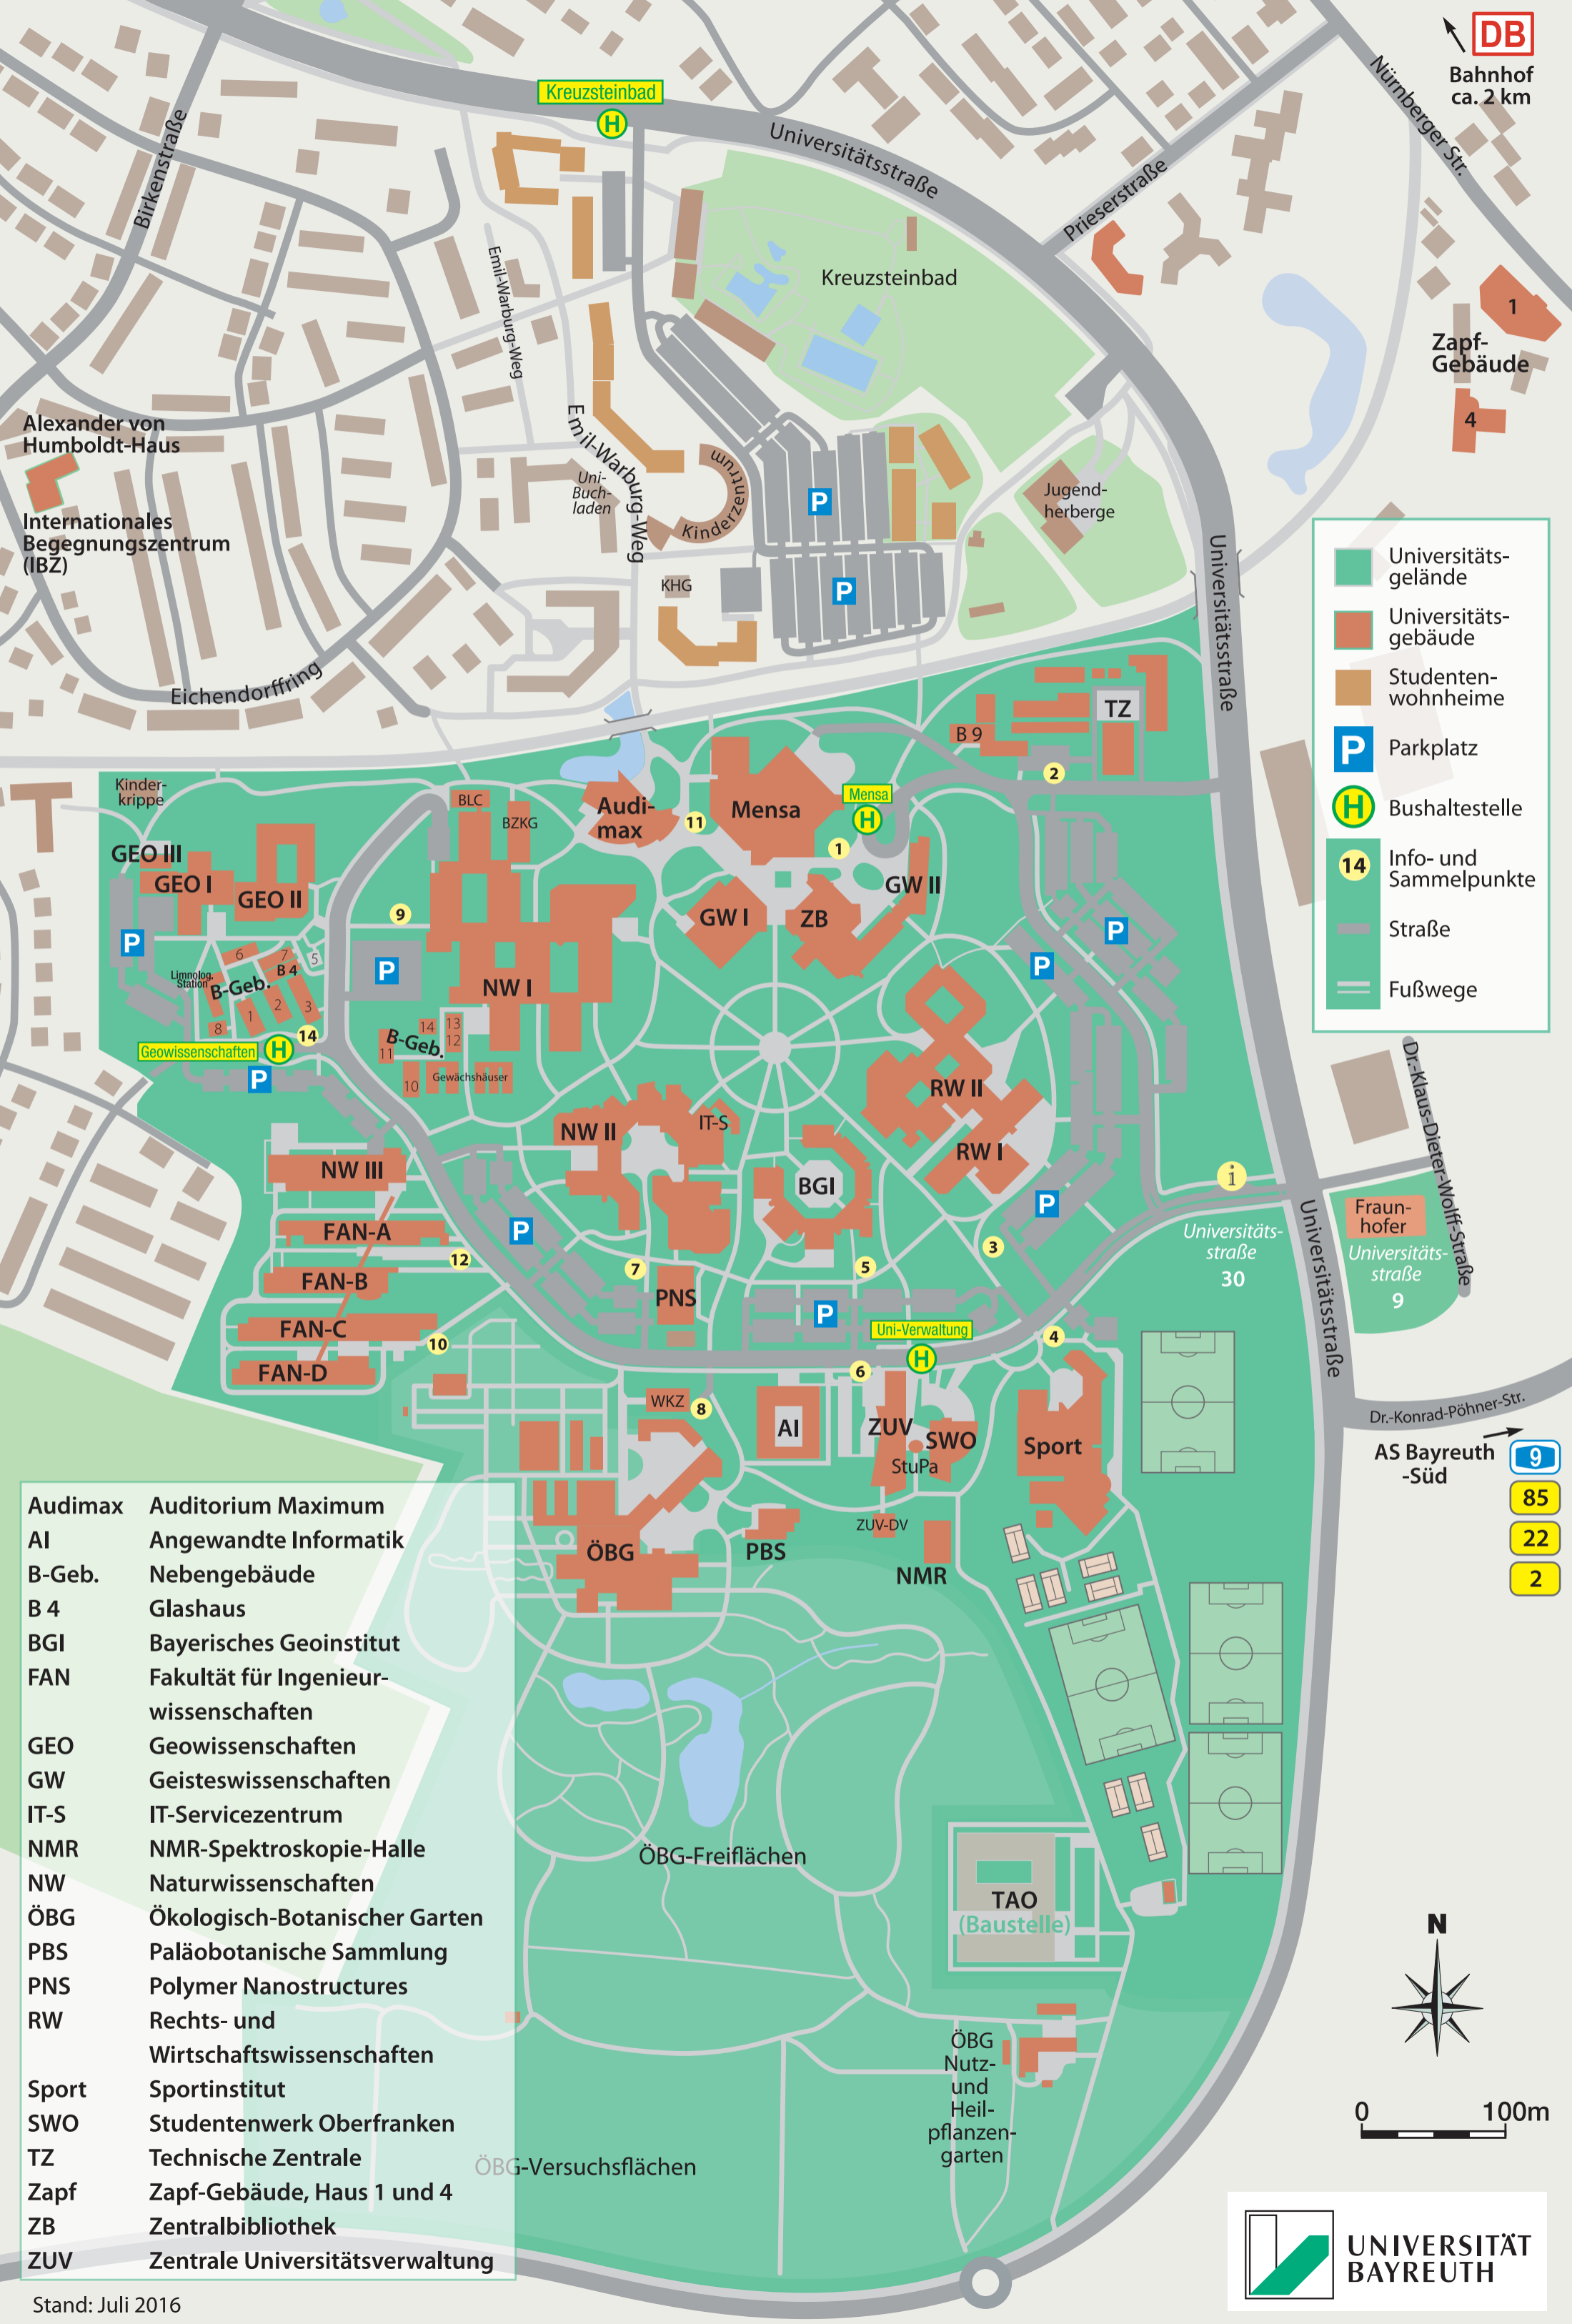 DB
Bahnhof
ca. 2 km
Kreuzsteinbad
H
Universitätsstraße
Nürnberger Str.
Prieserstraße
Birkenstraße
Emil-Warburg-Weg
Kreuzsteinbad
1
Zapf-
Gebäude
4
Alexander von
Humboldt-Haus
Internationales
Begegnungszentrum
(IBZ)
Emil-Warburg-Weg
Uni-
Buch-
laden
Kinderzentrum
P
Jugend-
herberge
KHG
P
Universitätsstraße
Eichendorffring
Universitäts-
gelände
Universitäts-
gebäude
Studenten-
wohnheime
P Parkplatz
H Bushaltestelle
14 Info- und
Sammelpunkte
Straße
Fußwege
TZ
B 9
2
Kinder-
krippe
BLC
BZKG
Audi-
max
11
Mensa
Mensa
H
1
GEO III
GEO I
GEO II
9
GW I
ZB
GW II
P
P
P
P
6
7
5
B 4
Limnolog.
Station
B-Geb.
1
2
3
8
14
Geowissenschaften
H
P
NW I
14
13
12
B-Geb.
11
10
Gewächshäuser
RW II
RW I
NW II
IT-S
BGI
NW III
FAN-A
FAN-B
FAN-C
FAN-D
12
10
P
7
PNS
5
3
P
P
Uni-Verwaltung
H
4
6
i
Universitäts-
straße
30
Universitätsstraße
Fraun-
hofer
Universitäts-
straße
9
Dr.-Klaus-Dieter-Wolff-Straße
Dr.-Konrad-Pöhner-Str.
AS Bayreuth
-Süd
9
85
22
2
WKZ
8
AI
ZUV
SWO
StuPa
Sport
ÖBG
PBS
ZUV-DV
NMR
ÖBG-Freiflächen
TAO
(Baustelle)
ÖBG
Nutz-
und
Heil-
pflanzen-
garten
ÖBG-Versuchsflächen
Audimax Auditorium Maximum
AI Angewandte Informatik
B-Geb. Nebengebäude
B 4 Glashaus
BGI Bayerisches Geoinstitut
FAN Fakultät für Ingenieur-
wissenschaften
GEO Geowissenschaften
GW Geisteswissenschaften
IT-S IT-Servicezentrum
NMR NMR-Spektroskopie-Halle
NW Naturwissenschaften
ÖBG Ökologisch-Botanischer Garten
PBS Paläobotanische Sammlung
PNS Polymer Nanostructures
RW Rechts- und
Wirtschaftswissenschaften
Sport Sportinstitut
SWO Studentenwerk Oberfranken
TZ Technische Zentrale
Zapf Zapf-Gebäude, Haus 1 und 4
ZB Zentralbibliothek
ZUV Zentrale Universitätsverwaltung
Stand: Juli 2016
N
0 100m
UNIVERSITÄT
BAYREUTH